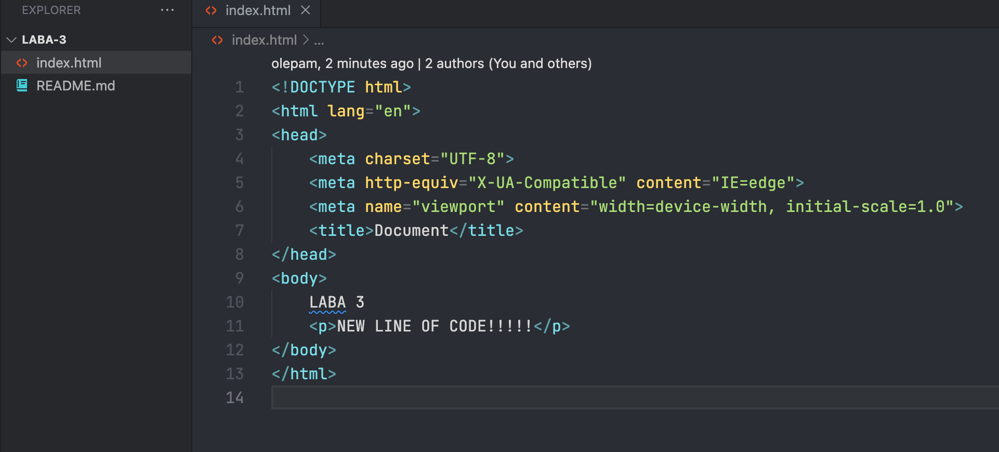 EXPLORER ...
LABA-3
index.html
README.md
index.html
index.html > ...
olepam, 2 minutes ago | 2 authors (You and others)
1 <!DOCTYPE html>
2 <html lang="en">
3 <head>
4     <meta charset="UTF-8">
5     <meta http-equiv="X-UA-Compatible" content="IE=edge">
6     <meta name="viewport" content="width=device-width, initial-scale=1.0">
7     <title>Document</title>
8 </head>
9 <body>
10     LABA 3
11     <p>NEW LINE OF CODE!!!!!</p>
12 </body>
13 </html>
14